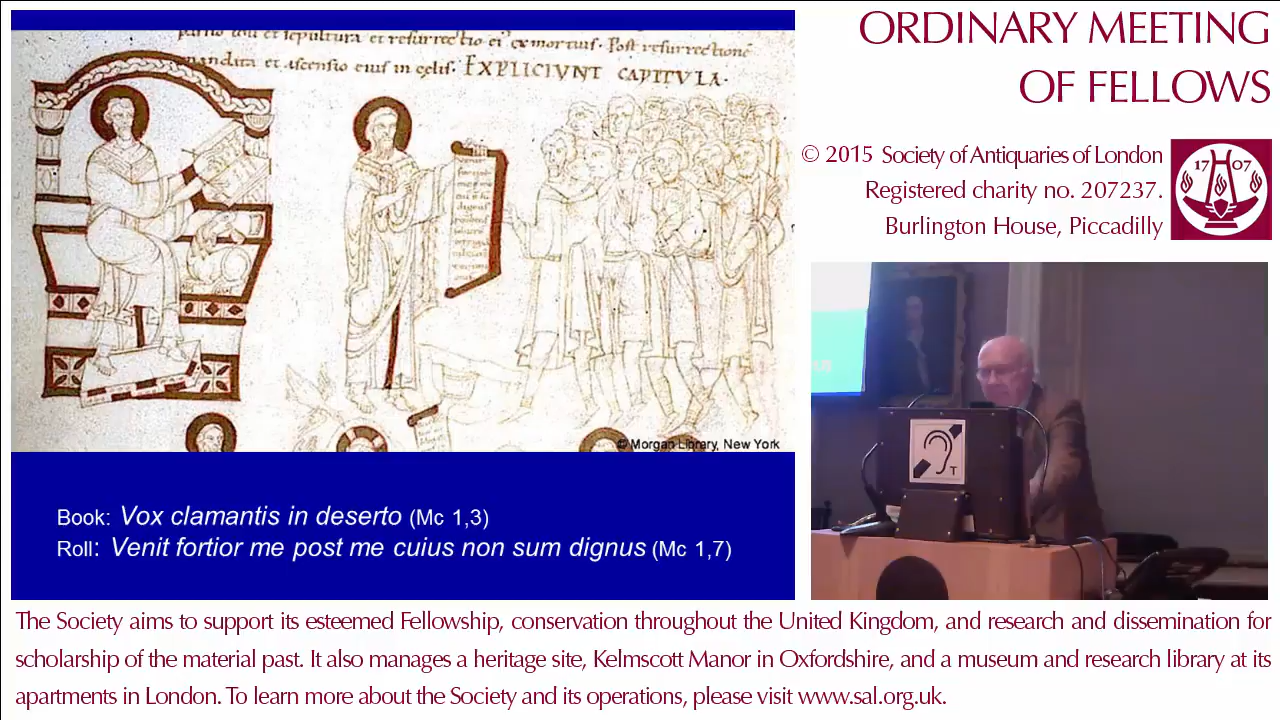 et sepultura et resurrectio ei ex mortuis. Post resurrectione
mandita et ascensio eius in celis. EXPLICIVNT CAPITVLA.
© Morgan Library, New York
Book: Vox clamantis in deserto (Mc 1,3)
Roll: Venit fortior me post me cuius non sum dignus (Mc 1,7)
ORDINARY MEETING
OF FELLOWS
© 2015 Society of Antiquaries of London
Registered charity no. 207237.
Burlington House, Piccadilly
17 07
T
The Society aims to support its esteemed Fellowship, conservation throughout the United Kingdom, and research and dissemination for
scholarship of the material past. It also manages a heritage site, Kelmscott Manor in Oxfordshire, and a museum and research library at its
apartments in London. To learn more about the Society and its operations, please visit www.sal.org.uk.